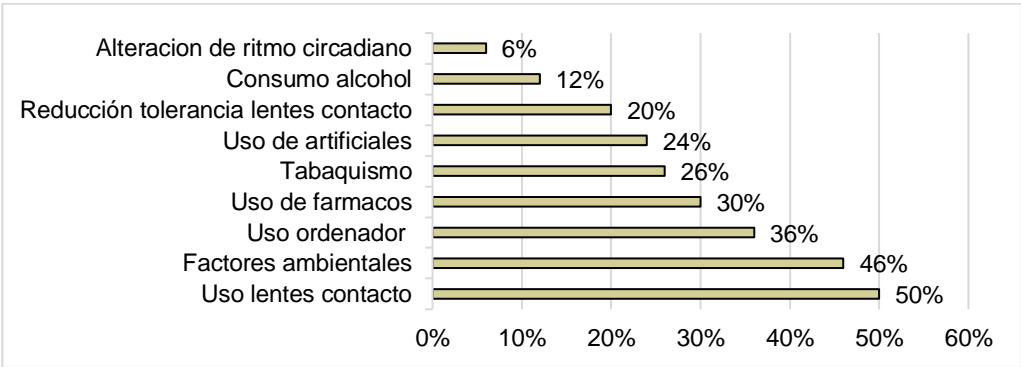 Alteracion de ritmo circadiano 6%
Consumo alcohol 12%
Reducción tolerancia lentes contacto 20%
Uso de artificiales 24%
Tabaquismo 26%
Uso de farmacos 30%
Uso ordenador 36%
Factores ambientales 46%
Uso lentes contacto 50%
0% 10% 20% 30% 40% 50% 60%